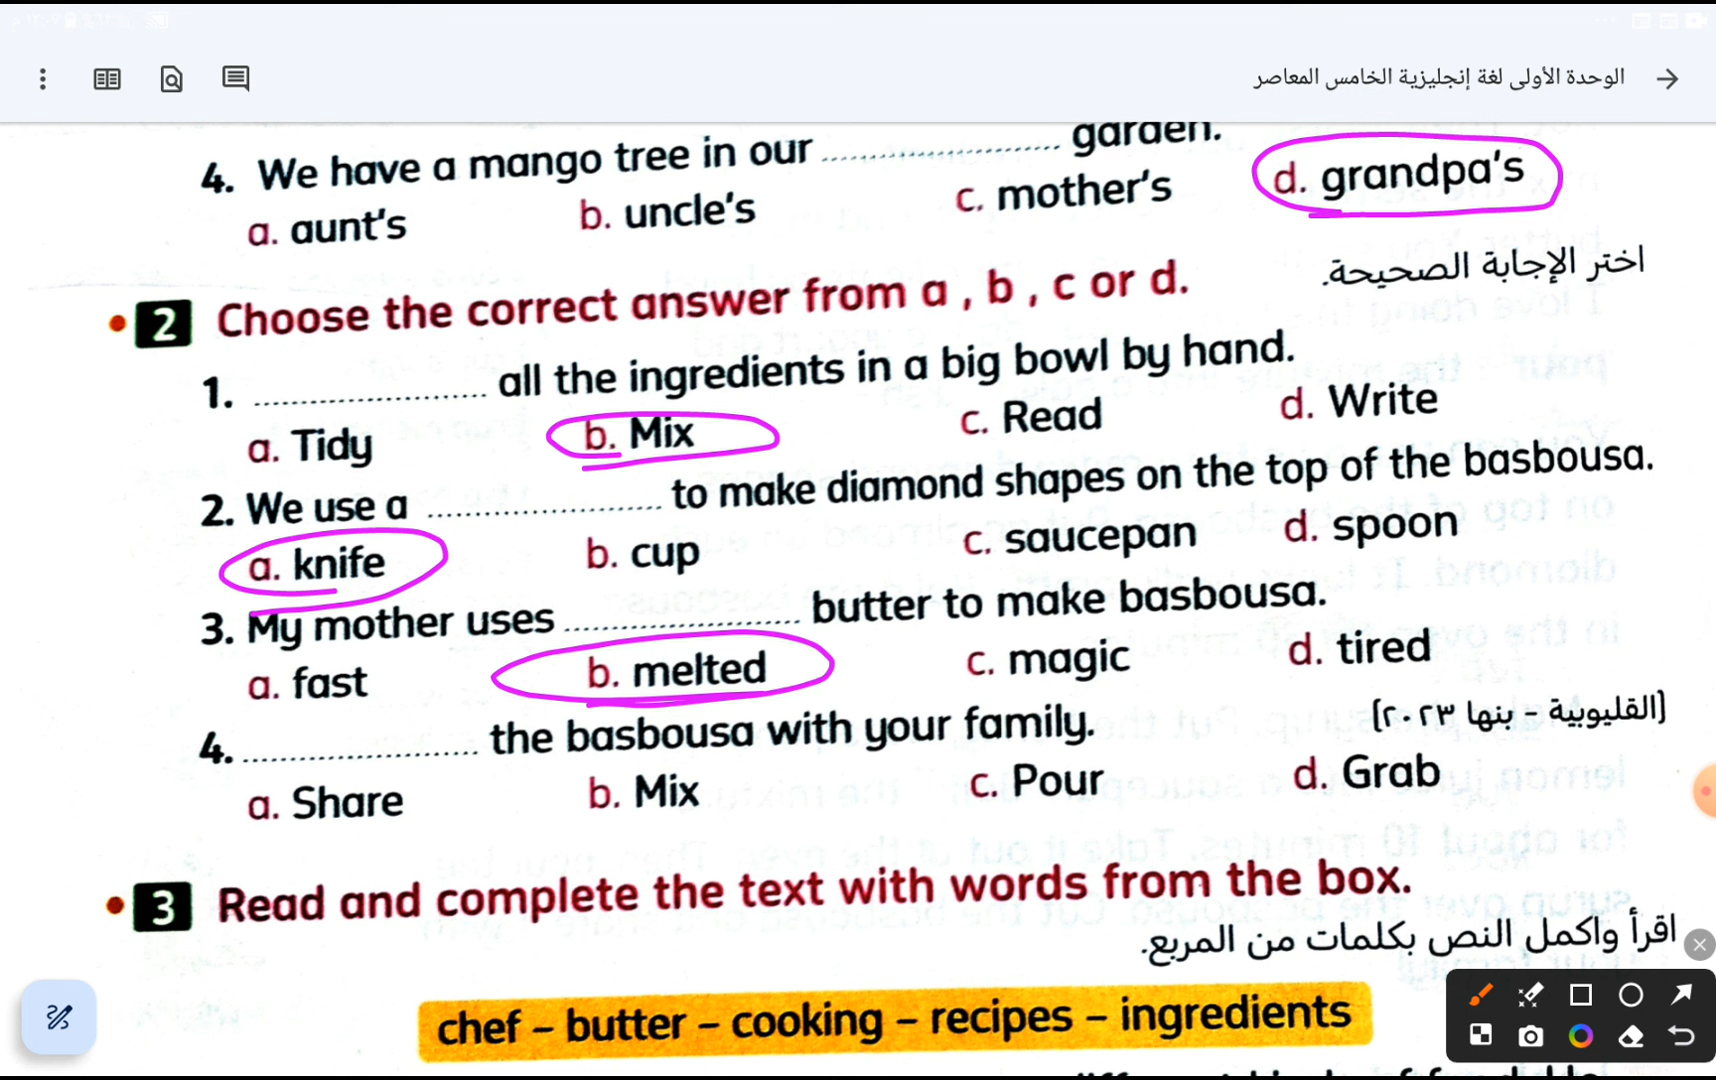 الوحدة الأولى لغة إنجليزية الخامس المعاصر
4. We have a mango tree in our ........................ garden.
a. aunt's b. uncle's c. mother's d. grandpa's
2 Choose the correct answer from a , b , c or d.
اختر الإجابة الصحيحة.
1. ........................ all the ingredients in a big bowl by hand.
a. Tidy b. Mix c. Read d. Write
2. We use a ........................ to make diamond shapes on the top of the basbousa.
a. knife b. cup c. saucepan d. spoon
3. My mother uses ........................ butter to make basbousa.
a. fast b. melted c. magic d. tired
4. ........................ the basbousa with your family.
(القليوبية - بنها ٢٠٢٣)
a. Share b. Mix c. Pour d. Grab
3 Read and complete the text with words from the box.
اقرأ وأكمل النص بكلمات من المربع.
chef – butter – cooking – recipes – ingredients